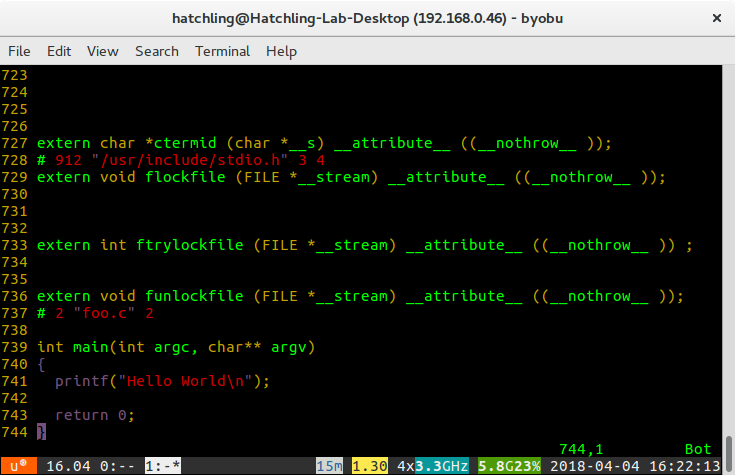 hatchling@Hatchling-Lab-Desktop (192.168.0.46) - byobu
File Edit View Search Terminal Help
723
724
725
726
727 extern char *ctermid (char *__s) __attribute__ ((__nothrow__ ));
728 # 912 "/usr/include/stdio.h" 3 4
729 extern void flockfile (FILE *__stream) __attribute__ ((__nothrow__ ));
730
731
732
733 extern int ftrylockfile (FILE *__stream) __attribute__ ((__nothrow__ )) ;
734
735
736 extern void funlockfile (FILE *__stream) __attribute__ ((__nothrow__ ));
737 # 2 "foo.c" 2
738
739 int main(int argc, char** argv)
740 {
741   printf("Hello World\n");
742
743   return 0;
744 }
744,1 Bot
u 16.04 0:-- 1:-* 15m 1.30 4x3.3GHz 5.8G23% 2018-04-04 16:22:13